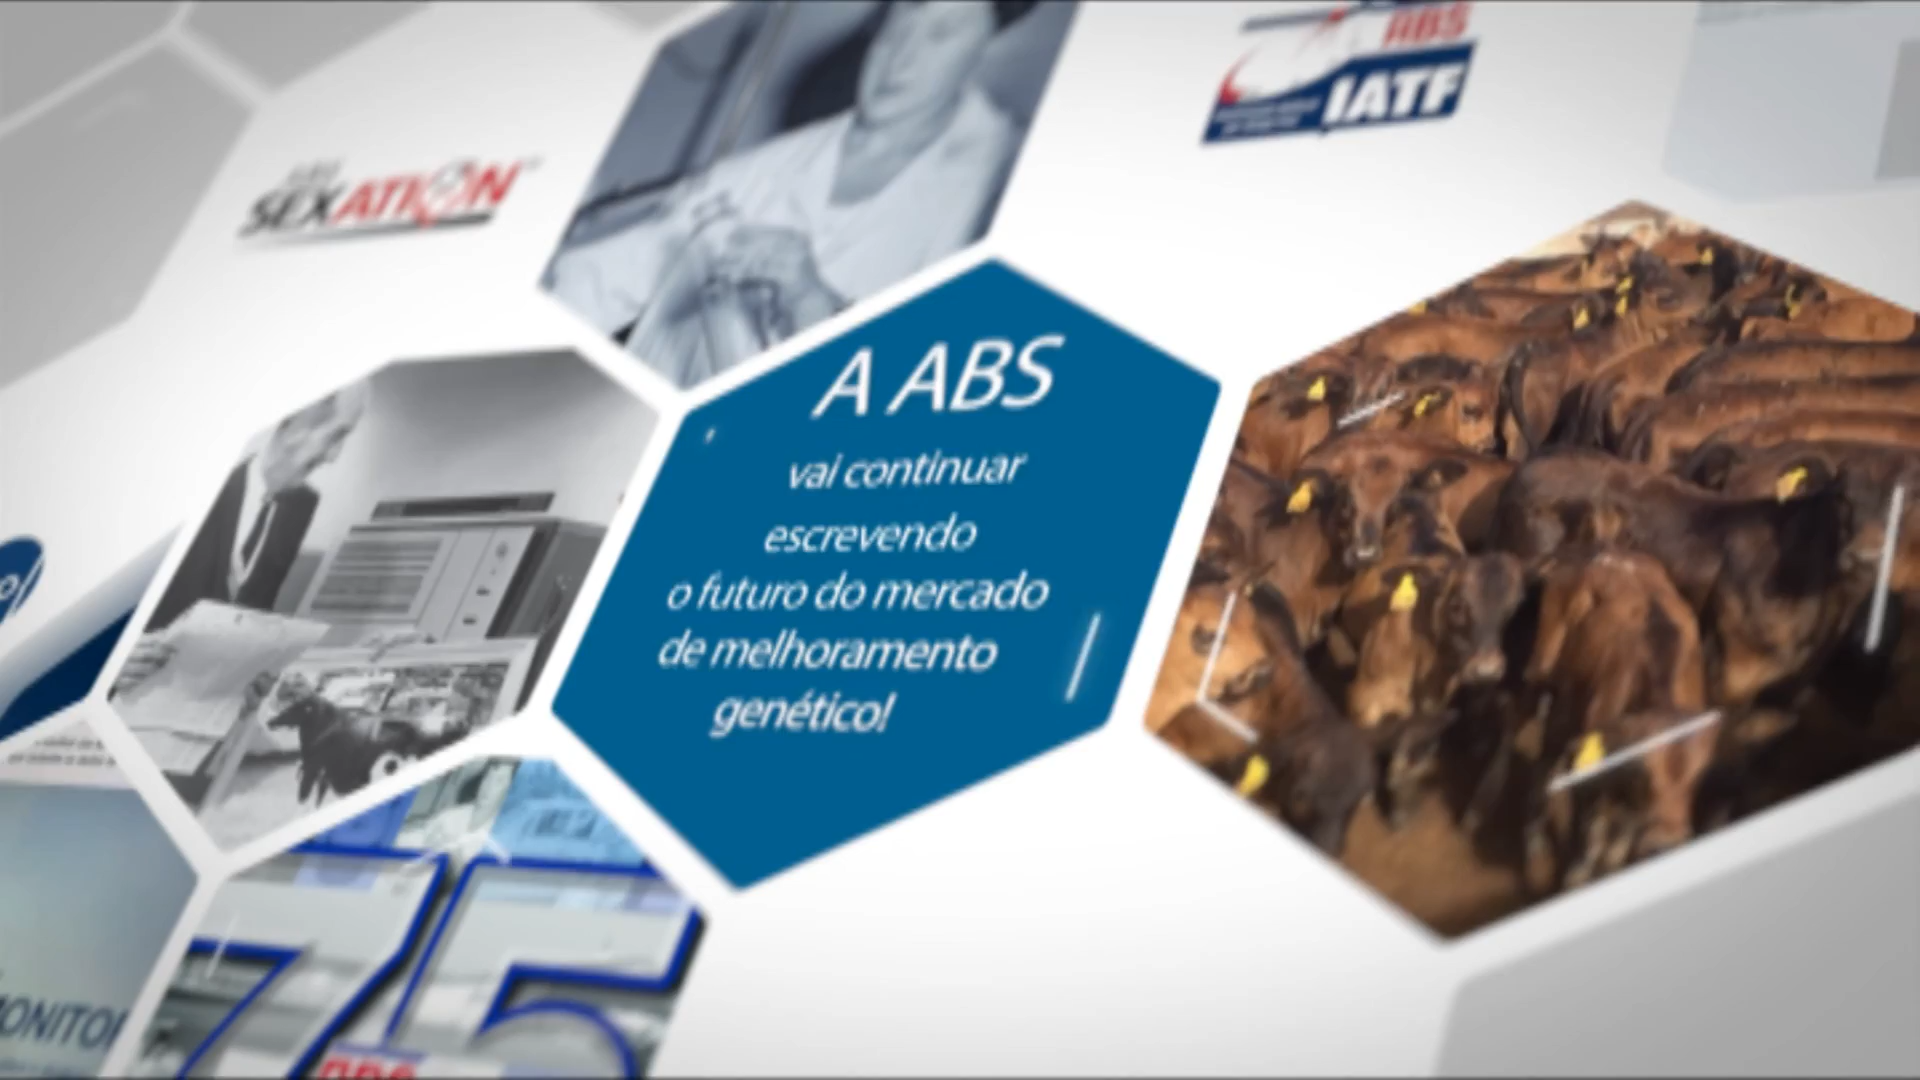 ABS
IATF
SEXATION
A ABS
vai continuar
escrevendo
o futuro do mercado
de melhoramento
genético!
75